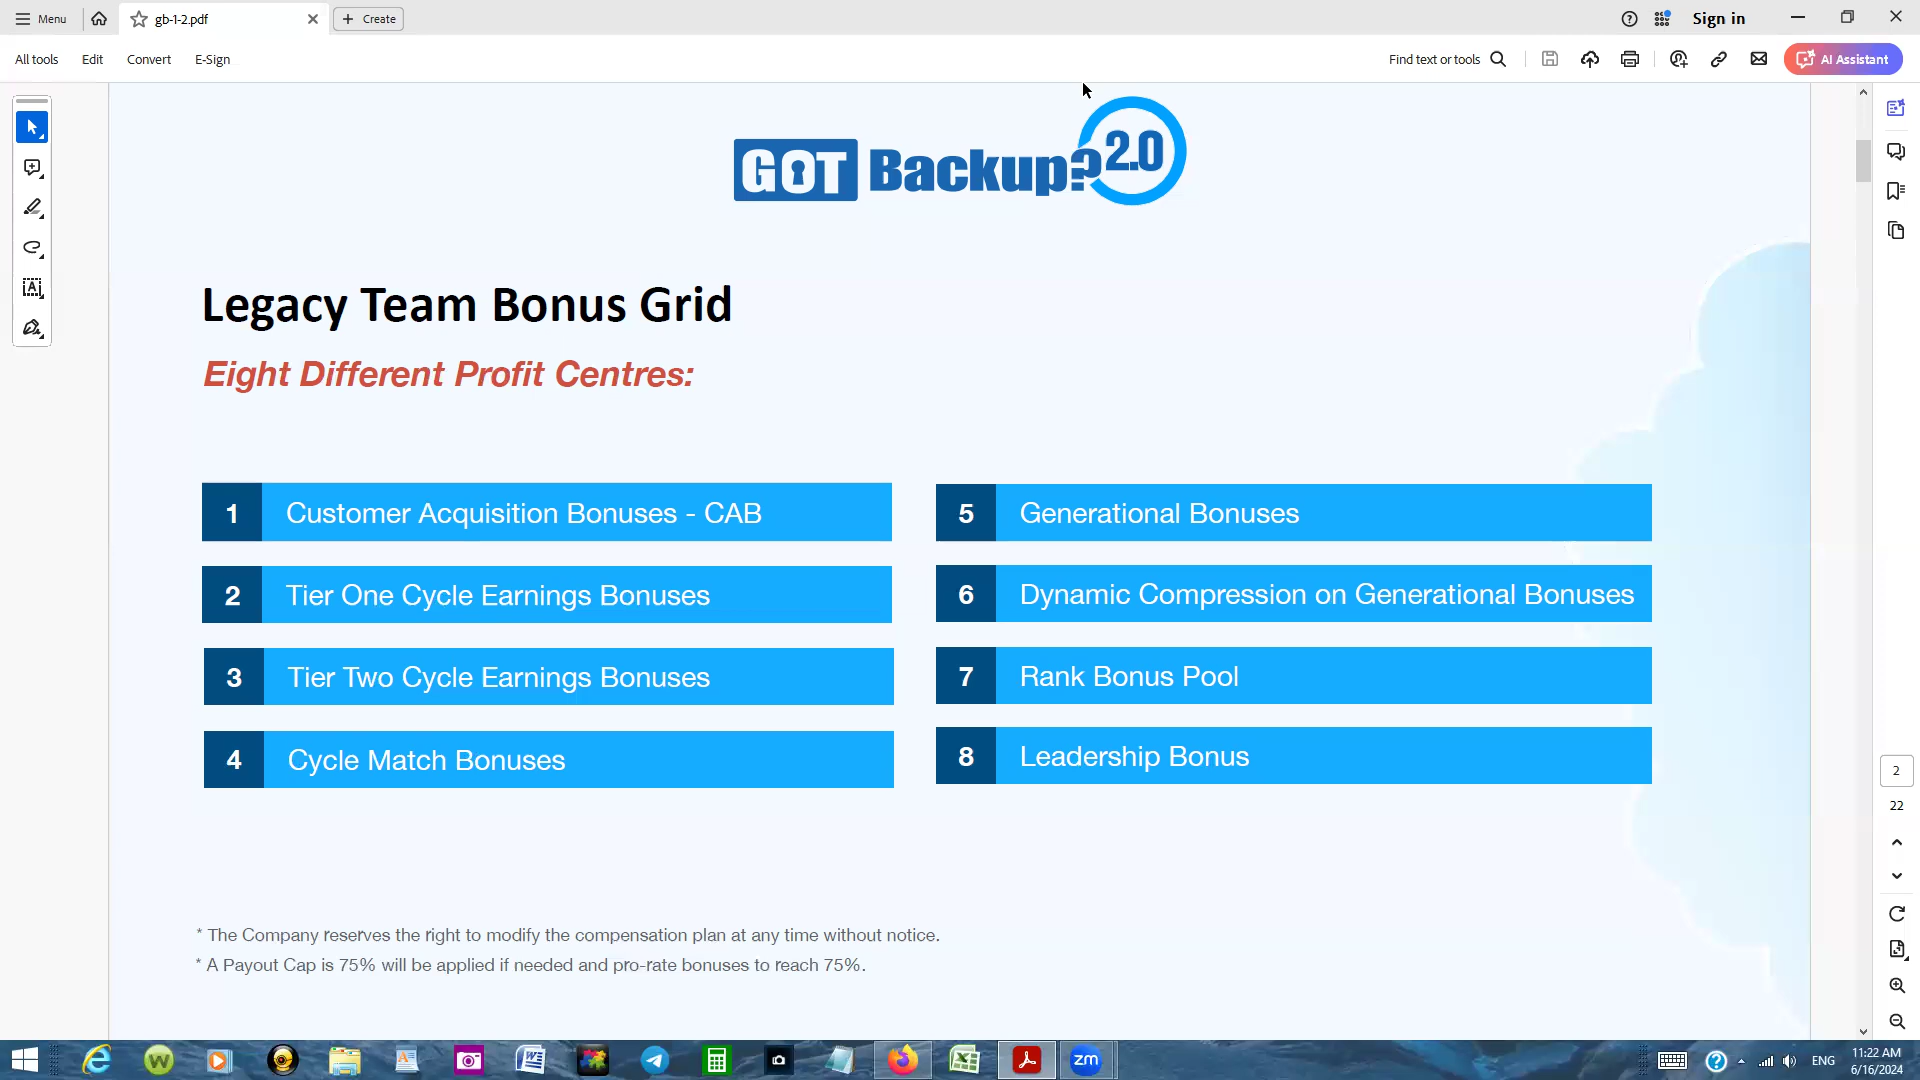 Menu
gb-1-2.pdf
Create
Sign in
All tools
Edit
Convert
E-Sign
Find text or tools
AI Assistant
GOT Backup? 2.0
Legacy Team Bonus Grid
Eight Different Profit Centres:
1 Customer Acquisition Bonuses - CAB
2 Tier One Cycle Earnings Bonuses
3 Tier Two Cycle Earnings Bonuses
4 Cycle Match Bonuses
5 Generational Bonuses
6 Dynamic Compression on Generational Bonuses
7 Rank Bonus Pool
8 Leadership Bonus
* The Company reserves the right to modify the compensation plan at any time without notice.
* A Payout Cap is 75% will be applied if needed and pro-rate bonuses to reach 75%.
2
22
zm
ENG
11:22 AM
6/16/2024